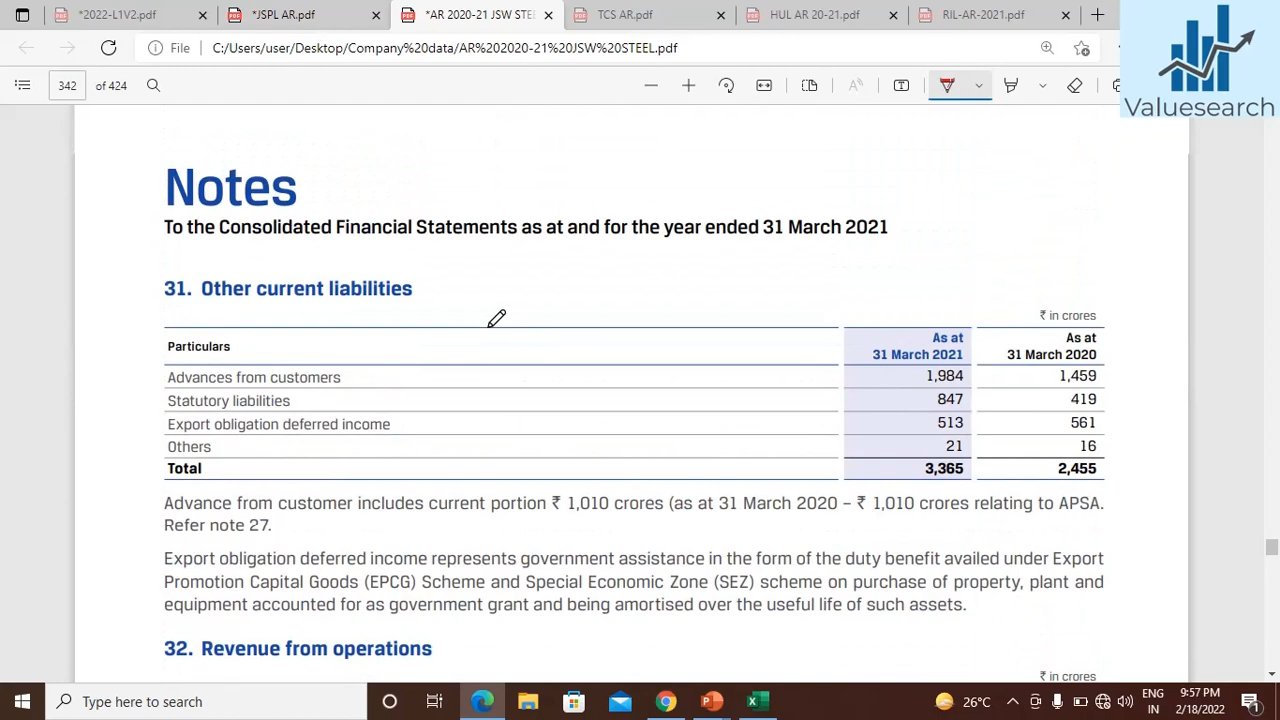 *2022-L1V2.pdf
*JSPL AR.pdf
*AR 2020-21 JSW STEE
TCS AR.pdf
HUL AR 20-21.pdf
RIL-AR-2021.pdf
File
C:/Users/user/Desktop/Company%20data/AR%202020-21%20JSW%20STEEL.pdf
342 of 424
Valuesearch
Notes
To the Consolidated Financial Statements as at and for the year ended 31 March 2021
31. Other current liabilities
₹ in crores
Particulars As at 31 March 2021 As at 31 March 2020
Advances from customers 1,984 1,459
Statutory liabilities 847 419
Export obligation deferred income 513 561
Others 21 16
Total 3,365 2,455
Advance from customer includes current portion ₹ 1,010 crores (as at 31 March 2020 – ₹ 1,010 crores relating to APSA.
Refer note 27.
Export obligation deferred income represents government assistance in the form of the duty benefit availed under Export
Promotion Capital Goods (EPCG) Scheme and Special Economic Zone (SEZ) scheme on purchase of property, plant and
equipment accounted for as government grant and being amortised over the useful life of such assets.
32. Revenue from operations
₹ in crores
Type here to search
26°C
ENG
IN
9:57 PM
2/18/2022
1